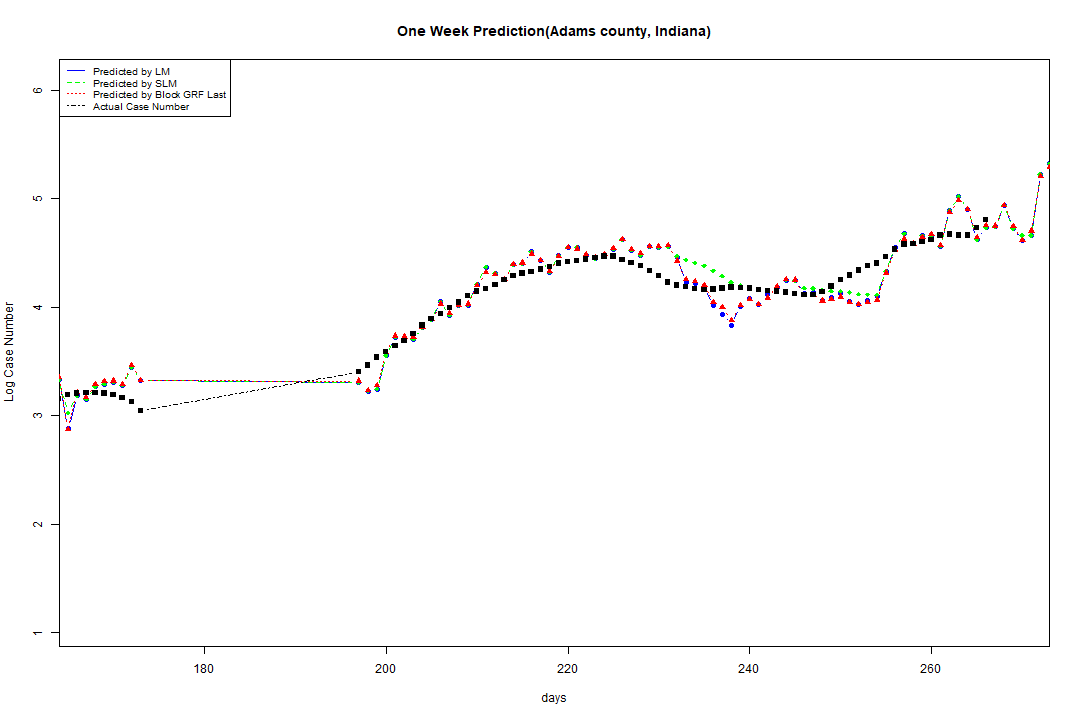 One Week Prediction(Adams county, Indiana)
Predicted by LM
Predicted by SLM
Predicted by Block GRF Last
Actual Case Number
6
5
4
3
2
1
Log Case Number
180 200 220 240 260
days